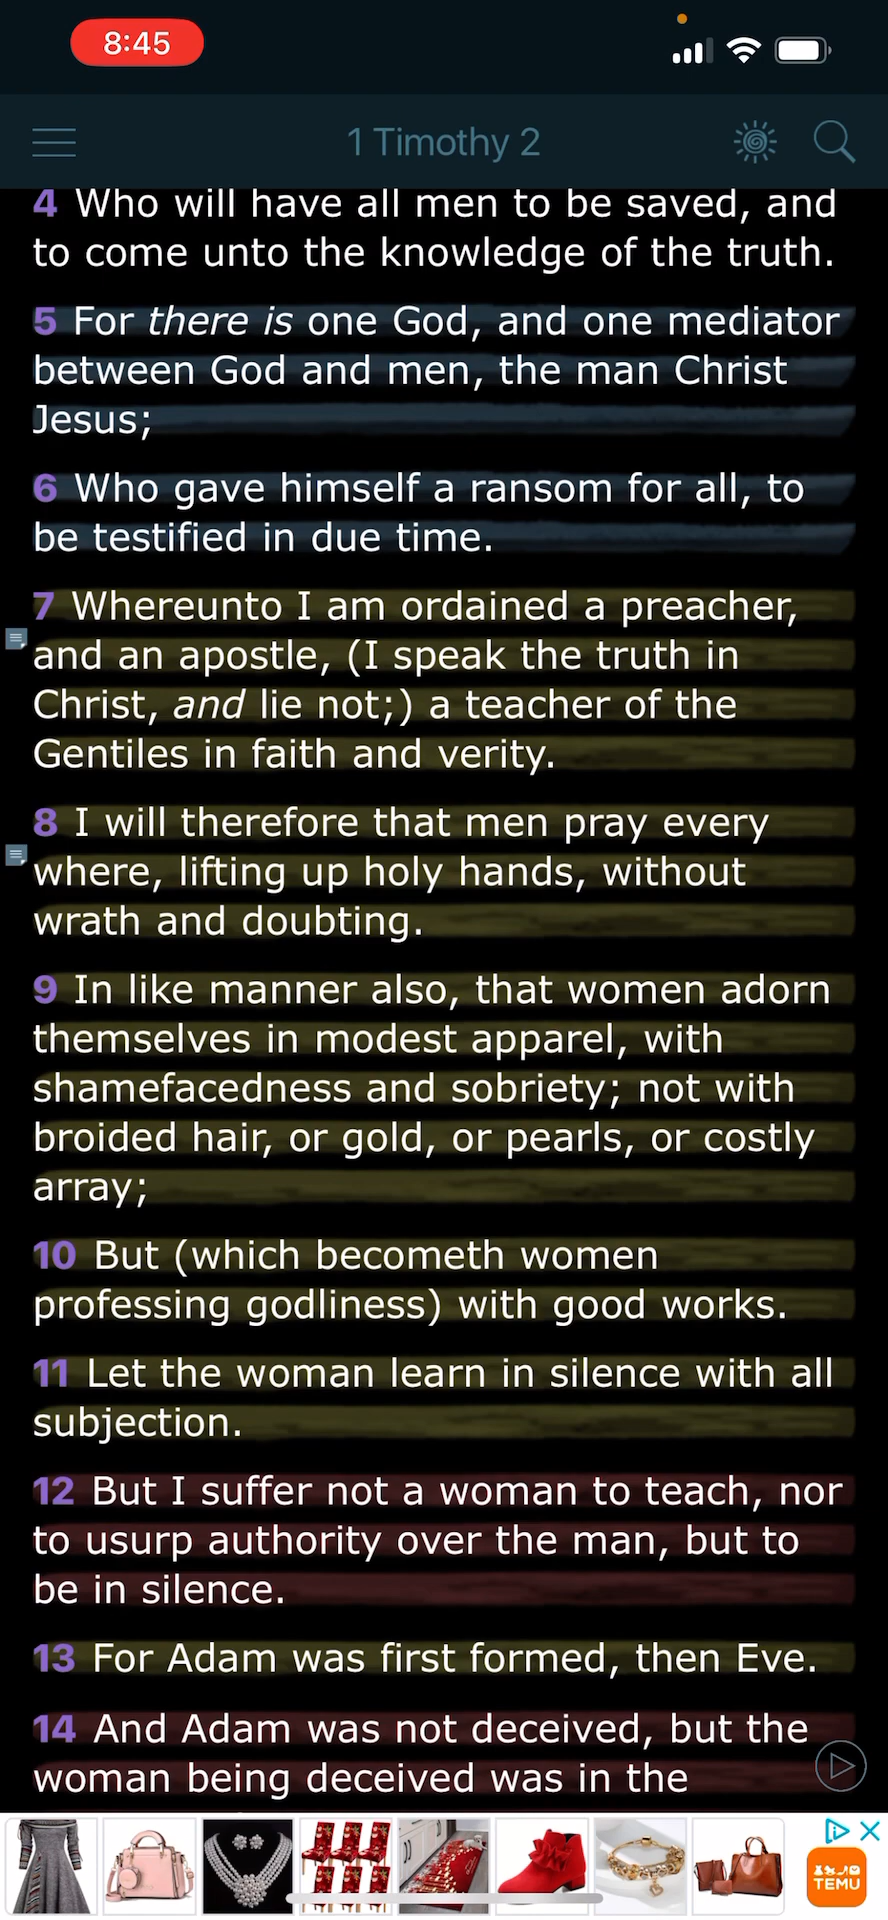 8:45
1 Timothy 2
4 Who will have all men to be saved, and
to come unto the knowledge of the truth.
5 For there is one God, and one mediator
between God and men, the man Christ
Jesus;
6 Who gave himself a ransom for all, to
be testified in due time.
7 Whereunto I am ordained a preacher,
and an apostle, (I speak the truth in
Christ, and lie not;) a teacher of the
Gentiles in faith and verity.
8 I will therefore that men pray every
where, lifting up holy hands, without
wrath and doubting.
9 In like manner also, that women adorn
themselves in modest apparel, with
shamefacedness and sobriety; not with
broided hair, or gold, or pearls, or costly
array;
10 But (which becometh women
professing godliness) with good works.
11 Let the woman learn in silence with all
subjection.
12 But I suffer not a woman to teach, nor
to usurp authority over the man, but to
be in silence.
13 For Adam was first formed, then Eve.
14 And Adam was not deceived, but the
woman being deceived was in the
TEMU